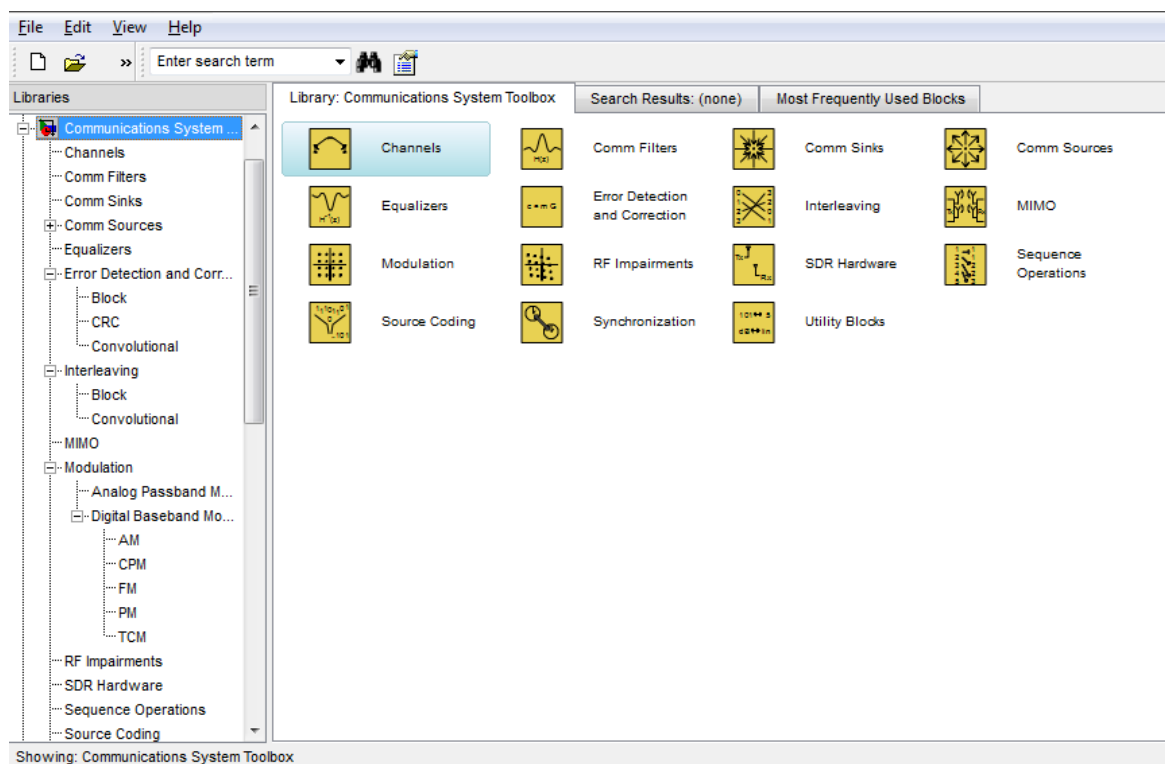 File Edit View Help
» Enter search term
Libraries
Library: Communications System Toolbox Search Results: (none) Most Frequently Used Blocks
Communications System ...
Channels
Comm Filters
Comm Sinks
Comm Sources
Equalizers
Error Detection and Corr...
Block
CRC
Convolutional
Interleaving
Block
Convolutional
MIMO
Modulation
Analog Passband M...
Digital Baseband Mo...
AM
CPM
FM
PM
TCM
RF Impairments
SDR Hardware
Sequence Operations
Source Coding
Channels
H(z) Comm Filters
Comm Sinks
Comm Sources
Equalizers
Error Detection
and Correction
Interleaving
MIMO
Modulation
RF Impairments
Tx Rx SDR Hardware
Sequence
Operations
Source Coding
Synchronization
Utility Blocks
Showing: Communications System Toolbox